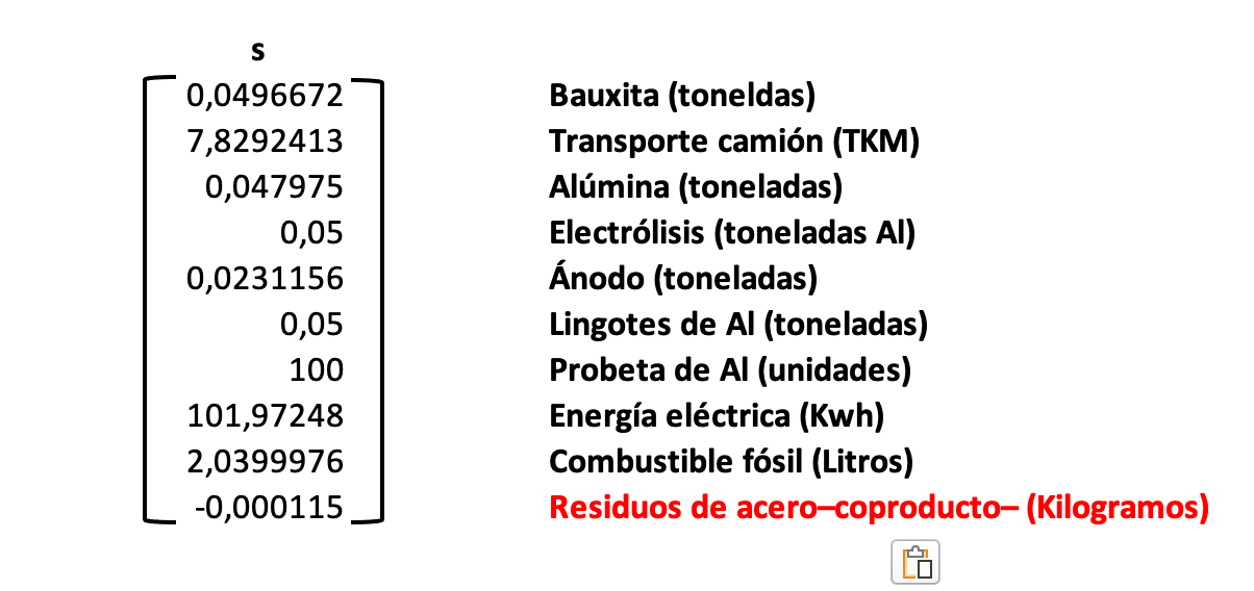 s
0,0496672 Bauxita (toneldas)
7,8292413 Transporte camión (TKM)
0,047975 Alúmina (toneladas)
0,05 Electrólisis (toneladas Al)
0,0231156 Ánodo (toneladas)
0,05 Lingotes de Al (toneladas)
100 Probeta de Al (unidades)
101,97248 Energía eléctrica (Kwh)
2,0399976 Combustible fósil (Litros)
-0,000115 Residuos de acero–coproducto– (Kilogramos)